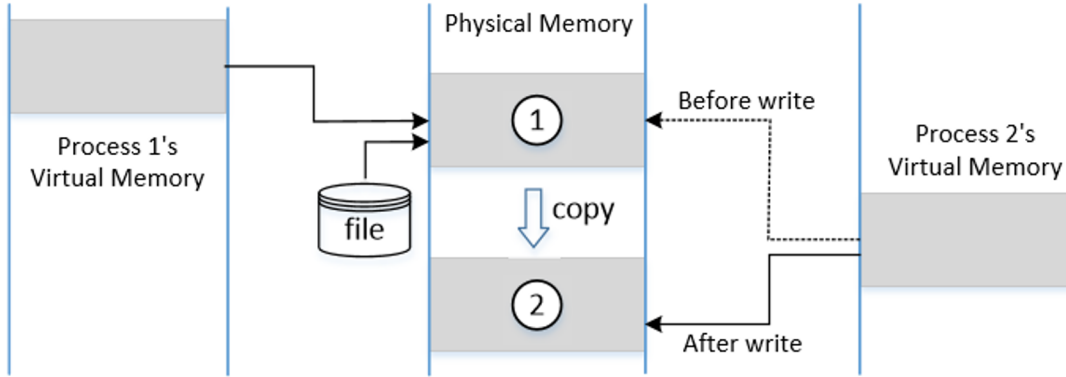 Physical Memory
1
Before write
Process 1's
Virtual Memory
Process 2's
Virtual Memory
file
copy
2
After write